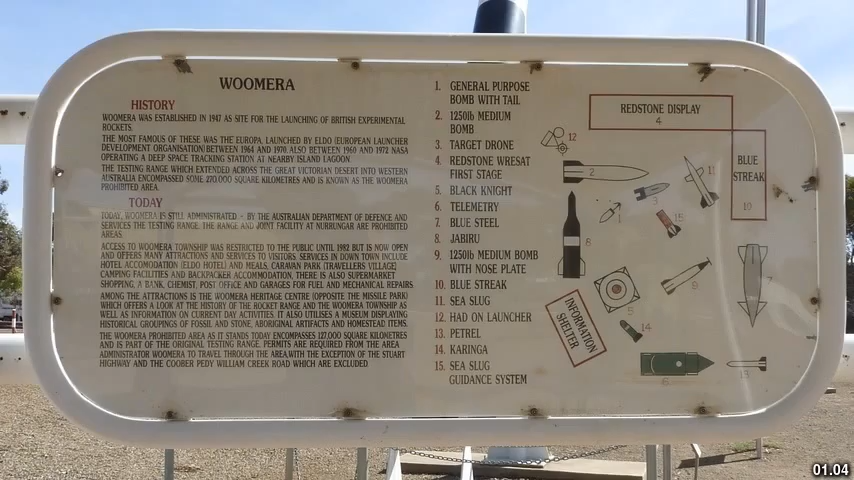 WOOMERA
HISTORY
WOOMERA WAS ESTABLISHED IN 1947 AS SITE FOR THE LAUNCHING OF BRITISH EXPERIMENTAL
ROCKETS.
THE MOST FAMOUS OF THESE WAS THE EUROPA, LAUNCHED BY ELDO (EUROPEAN LAUNCHER
DEVELOPMENT ORGANISATION) BETWEEN 1964 AND 1970. ALSO BETWEEN 1960 AND 1972 NASA
OPERATING A DEEP SPACE TRACKING STATION AT NEARBY ISLAND LAGOON.
THE TESTING RANGE WHICH EXTENDED ACROSS THE GREAT VICTORIAN DESERT INTO WESTERN
AUSTRALIA ENCOMPASSED SOME 270,000 SQUARE KILOMETRES AND IS KNOWN AS THE WOOMERA
PROHIBITED AREA.
TODAY
TODAY, WOOMERA IS STILL ADMINISTRATED - BY THE AUSTRALIAN DEPARTMENT OF DEFENCE AND
SERVICES THE TESTING RANGE. THE RANGE AND JOINT FACILITY AT NURRUNGAR ARE PROHIBITED
AREAS.
ACCESS TO WOOMERA TOWNSHIP WAS RESTRICTED TO THE PUBLIC UNTIL 1982 BUT IS NOW OPEN
AND OFFERS MANY ATTRACTIONS AND SERVICES TO VISITORS. SERVICES IN DOWN TOWN INCLUDE
HOTEL ACCOMODATION (ELDO HOTEL) AND MEALS, CARAVAN PARK (TRAVELLERS VILLAGE)
CAMPING FACILITIES AND BACKPACKER ACCOMMODATION, THERE IS ALSO SUPERMARKET
SHOPPING, A BANK, CHEMIST, POST OFFICE AND GARAGES FOR FUEL AND MECHANICAL REPAIRS.
AMONG THE ATTRACTIONS IS THE WOOMERA HERITAGE CENTRE (OPPOSITE THE MISSILE PARK)
WHICH OFFERS A LOOK AT THE HISTORY OF THE ROCKET RANGE AND THE WOOMERA TOWNSHIP AS
WELL AS INFORMATION ON CURRENT DAY ACTIVITIES. IT ALSO UTILISES A MUSEUM DISPLAYING
HISTORICAL GROUPINGS OF FOSSIL AND STONE, ABORIGINAL ARTIFACTS AND HOMESTEAD ITEMS.
THE WOOMERA PROHIBITED AREA AS IT STANDS TODAY ENCOMPASSES 127,000 SQUARE KILOMETRES
AND IS PART OF THE ORIGINAL TESTING RANGE. PERMITS ARE REQUIRED FROM THE AREA
ADMINISTRATOR WOOMERA TO TRAVEL THROUGH THE AREA,WITH THE EXCEPTION OF THE STUART
HIGHWAY AND THE COOBER PEDY WILLIAM CREEK ROAD WHICH ARE EXCLUDED
1. GENERAL PURPOSE
BOMB WITH TAIL
2. 1250lb MEDIUM
BOMB
3. TARGET DRONE
4. REDSTONE WRESAT
FIRST STAGE
5. BLACK KNIGHT
6. TELEMETRY
7. BLUE STEEL
8. JABIRU
9. 1250lb MEDIUM BOMB
WITH NOSE PLATE
10. BLUE STREAK
11. SEA SLUG
12. HAD ON LAUNCHER
13. PETREL
14. KARINGA
15. SEA SLUG
GUIDANCE SYSTEM
REDSTONE DISPLAY
4
12
2
11
BLUE
STREAK
10
3
1
15
8
9
7
5
INFORMATION
SHELTER
14
6
13
01.04